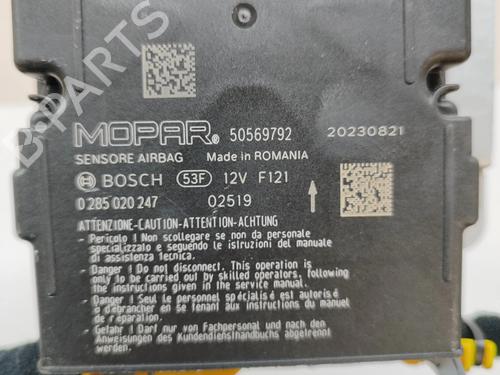 MOPAR® 50569792 20230821
SENSORE AIRBAG Made in ROMANIA
BOSCH 53F 12V F121
0 285 020 247 02519
ATTENZIONE-CAUTION-ATTENTION-ACHTUNG
- Pericolo ! Non scollegare se non da personale
specializzato e seguendo le istruzioni del manuale
di assistenza tecnica.
- Danger ! Do not disconnect. This operation is
only to be carried out by skilled operators, following
the instructions given in the service manual.
- Danger ! Seul le personnel spécialisé est autorisé
à débrancher en se tenant aux instructions du manuel
de réparation.
- Gefahr ! Darf nur von Fachpersonal und nach den
Anweisungen des Kundendiensthandbuchs abgetrennt
werden.
B-PARTS